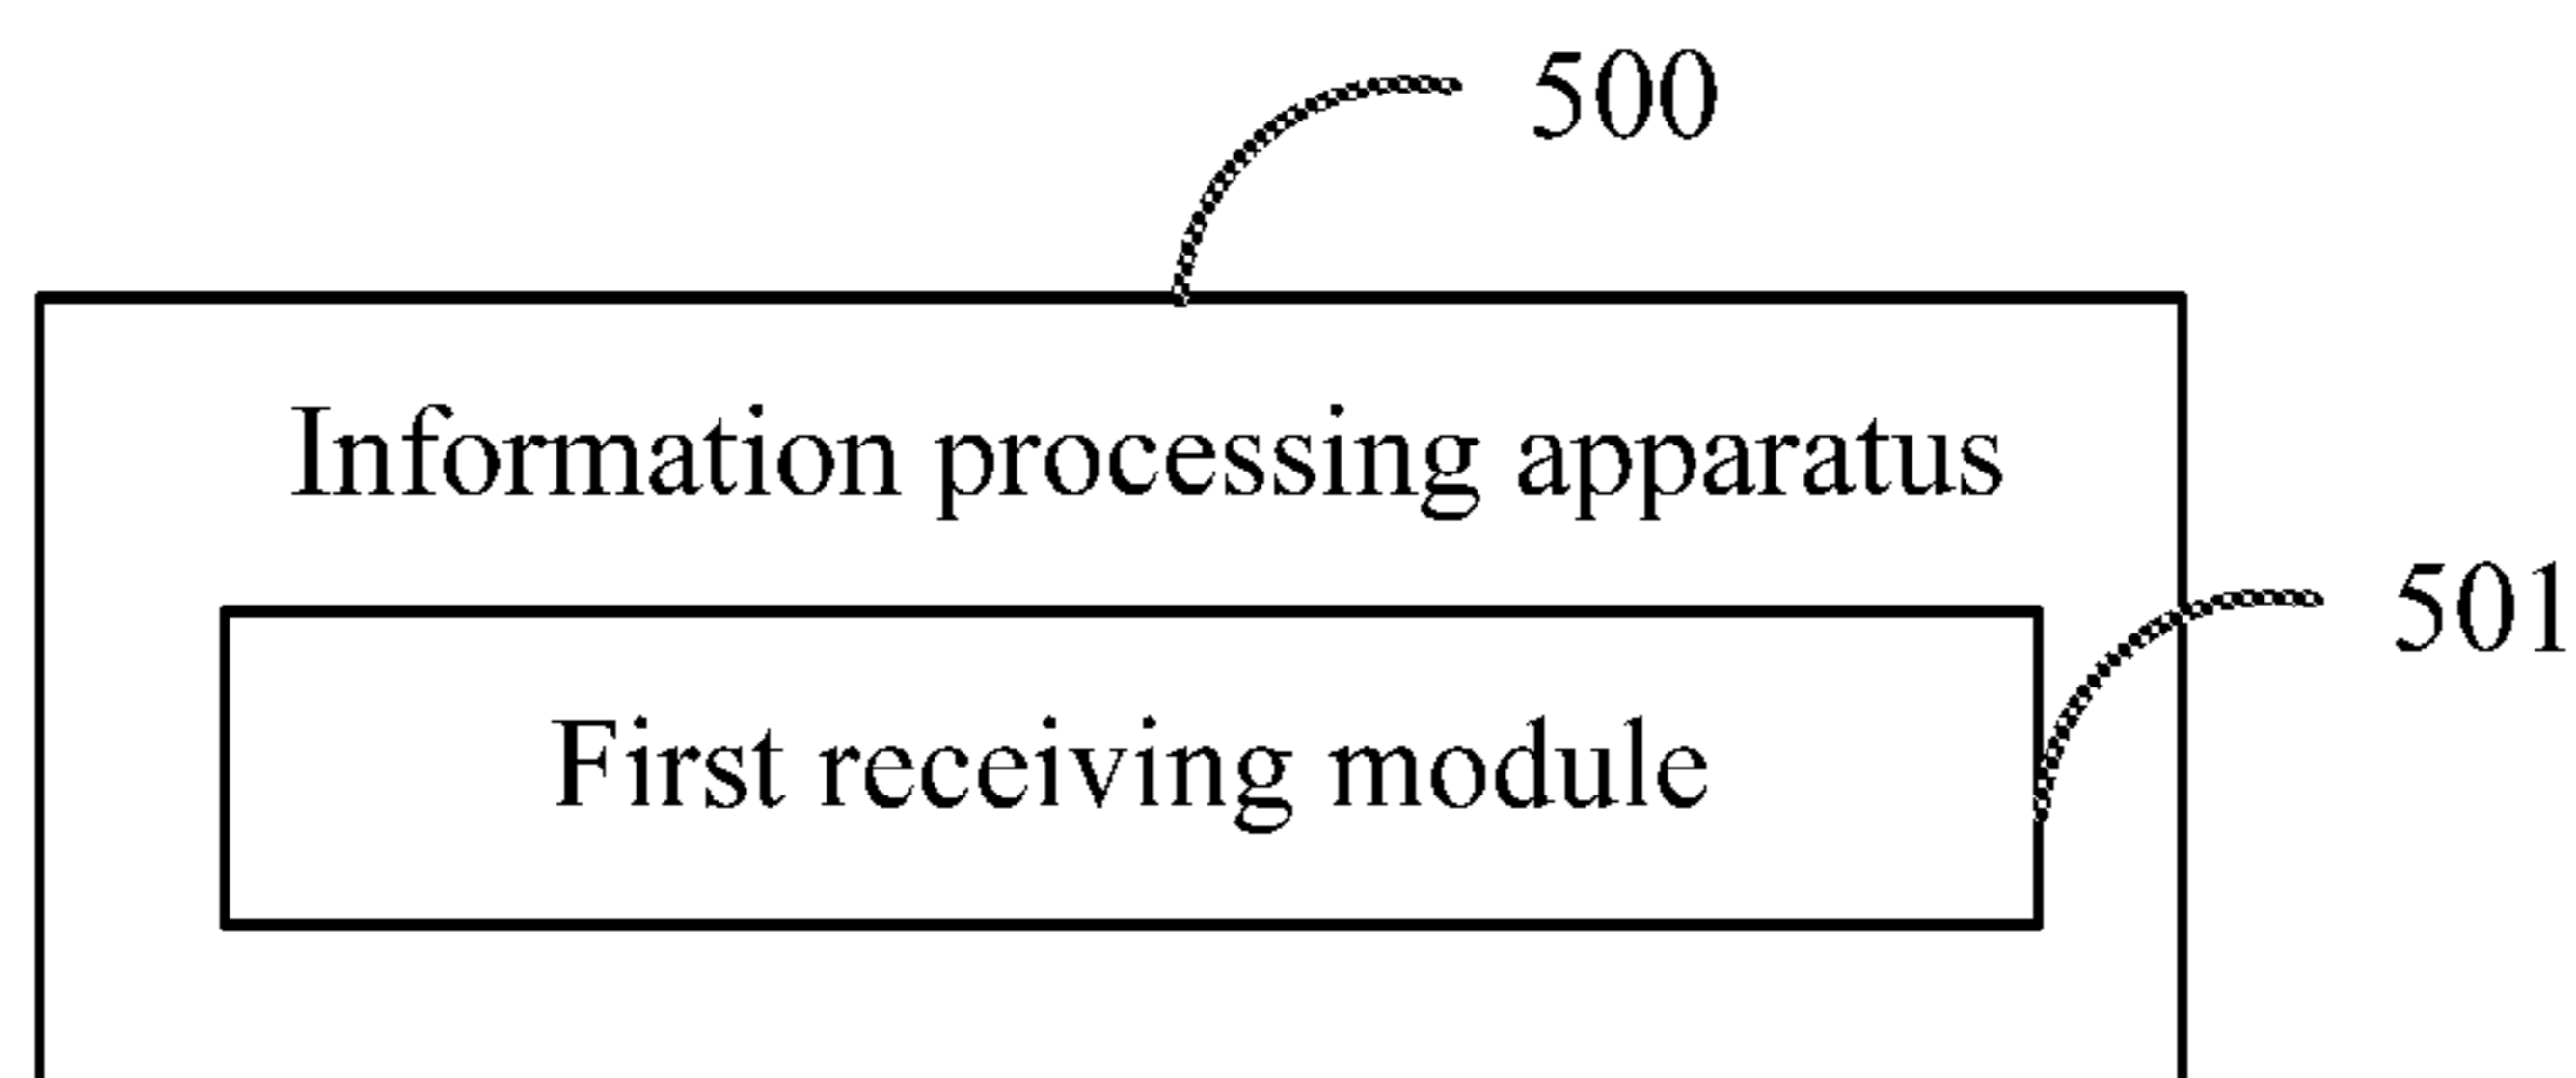 500
Information processing apparatus
501
First receiving module